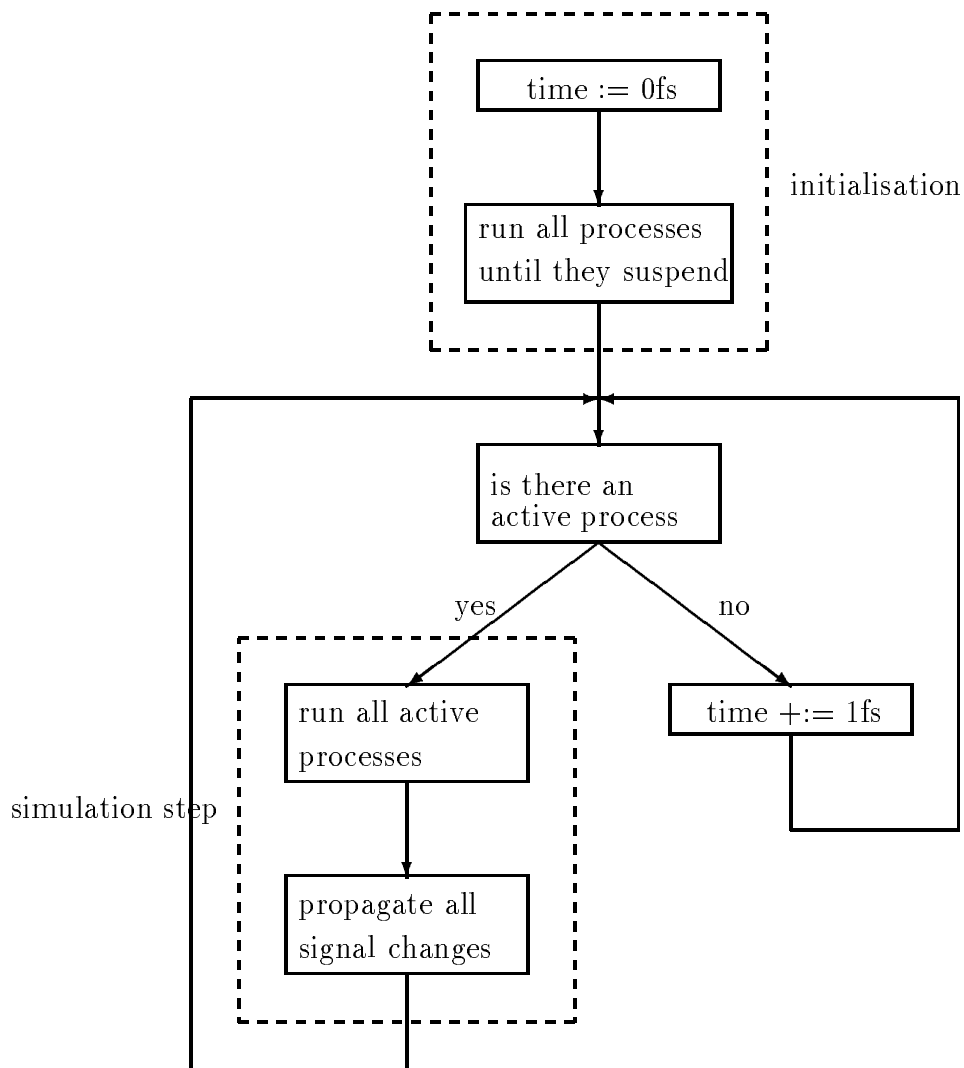 time := 0fs
initialisation
run all processes
until they suspend
is there an
active process
yes
no
run all active
processes
time +:= 1fs
simulation step
propagate all
signal changes